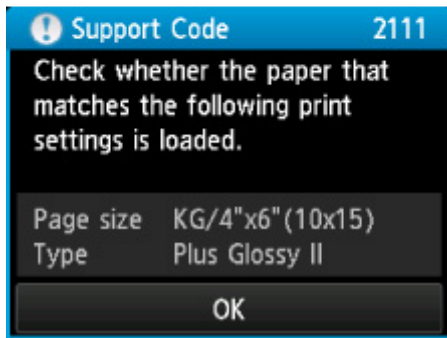 Support Code 2111
Check whether the paper that
matches the following print
settings is loaded.
Page size KG/4"x6"(10x15)
Type Plus Glossy II
OK